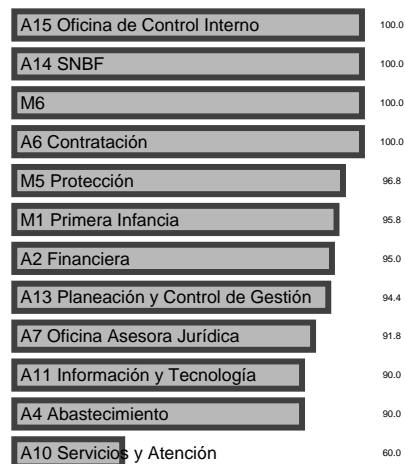 A15 Oficina de Control Interno 100.0
A14 SNBF 100.0
M6 100.0
A6 Contratación 100.0
M5 Protección 96.8
M1 Primera Infancia 95.8
A2 Financiera 95.0
A13 Planeación y Control de Gestión 94.4
A7 Oficina Asesora Jurídica 91.8
A11 Información y Tecnología 90.0
A4 Abastecimiento 90.0
A10 Servicios y Atención 60.0